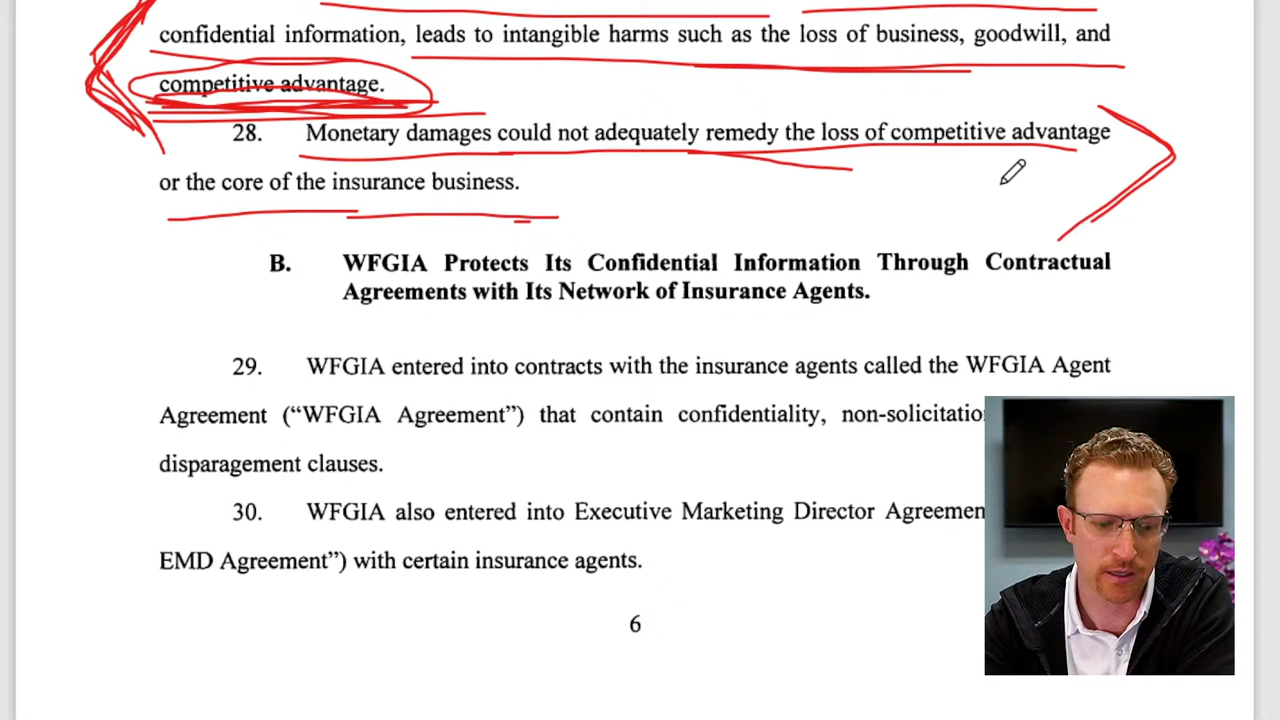 confidential information, leads to intangible harms such as the loss of business, goodwill, and
competitive advantage.
28. Monetary damages could not adequately remedy the loss of competitive advantage
or the core of the insurance business.
B. WFGIA Protects Its Confidential Information Through Contractual
Agreements with Its Network of Insurance Agents.
29. WFGIA entered into contracts with the insurance agents called the WFGIA Agent
Agreement (“WFGIA Agreement”) that contain confidentiality,
disparagement clauses.
30. WFGIA also entered into Executive Marketing Director
EMD Agreement”) with certain insurance agents.
6